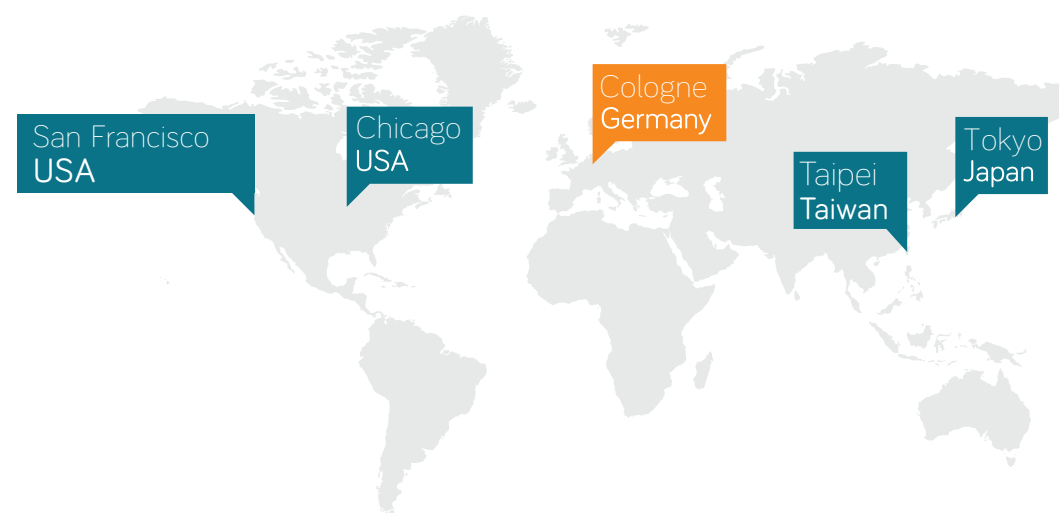 San Francisco
USA
Chicago
USA
Cologne
Germany
Taipei
Taiwan
Tokyo
Japan